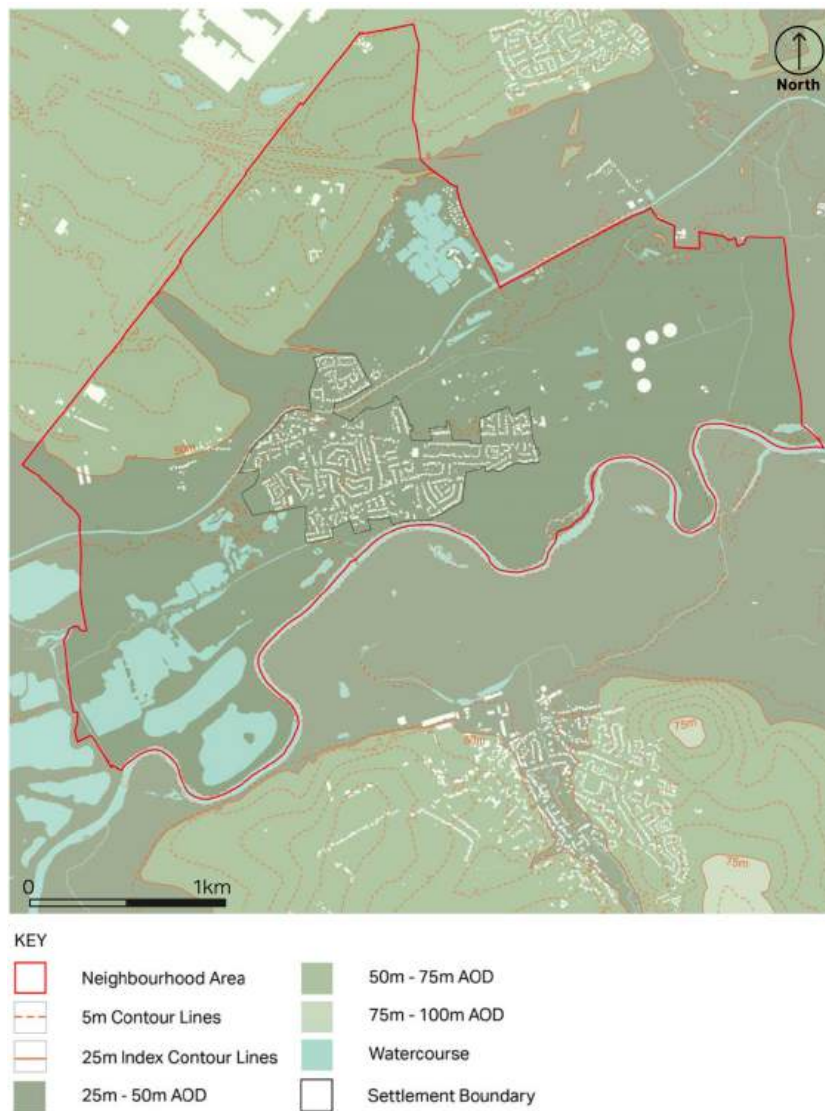 North
50m
50m
75m
50m
75m
0
1km
KEY
Neighbourhood Area
5m Contour Lines
25m Index Contour Lines
25m - 50m AOD
50m - 75m AOD
75m - 100m AOD
Watercourse
Settlement Boundary